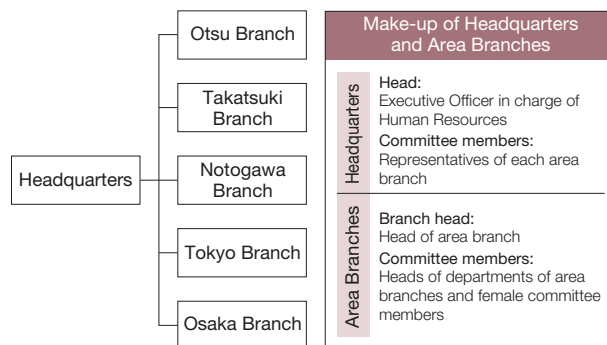 Headquarters
Otsu Branch
Takatsuki
Branch
Notogawa
Branch
Tokyo Branch
Osaka Branch
Make-up of Headquarters
and Area Branches
Headquarters
Head:
Executive Officer in charge of
Human Resources
Committee members:
Representatives of each area
branch
Area Branches
Branch head:
Head of area branch
Committee members:
Heads of departments of area
branches and female committee
members